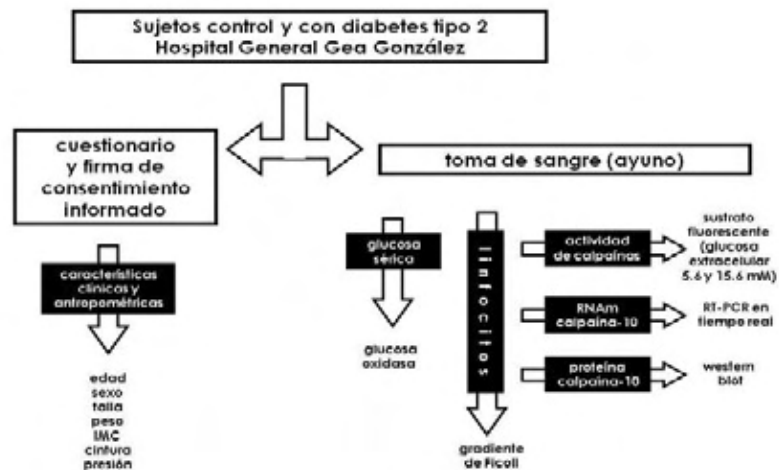 Sujetos control y con diabetes tipo 2
Hospital General Gea González
cuestionario
y firma de
consentimiento
informado
toma de sangre (ayuno)
características
clínicas y
antropométricas
edad
sexo
talla
peso
IMC
cintura
presión
glucosa
sérica
glucosa
oxidasa
linfocitos
gradiente
de Ficoll
actividad
de calpaínas
sustrato
fluorescente
(glucosa
extracelular
5.6 y 15.6 mM)
RNAm
calpaína-10
RT-PCR en
tiempo real
proteína
calpaína-10
western
blot